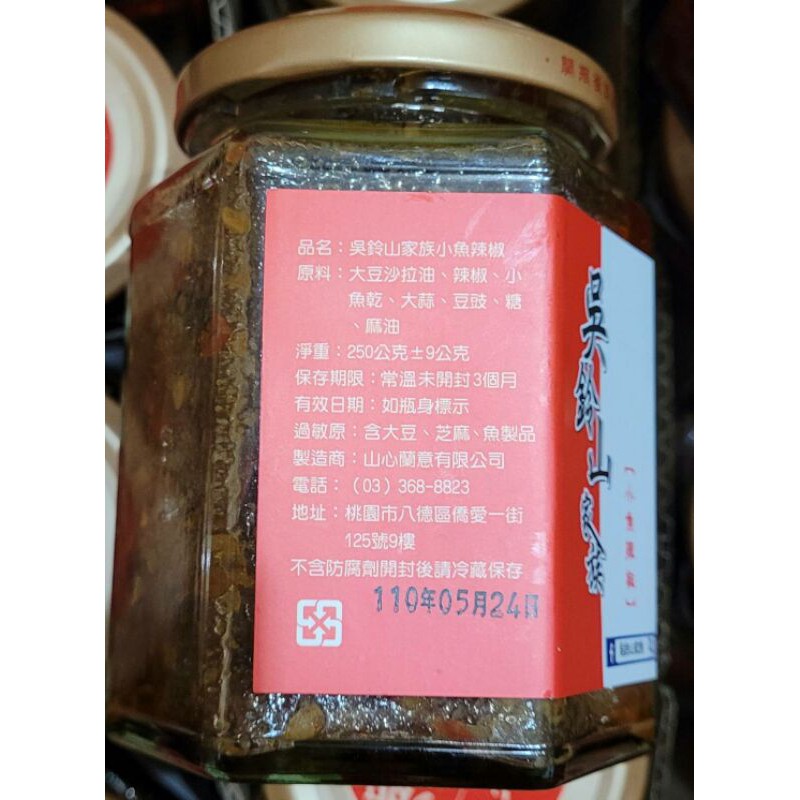 品名：吳鈴山家族小魚辣椒
原料：大豆沙拉油、辣椒、小
魚乾、大蒜、豆豉、糖
、麻油
淨重：250公克±9公克
保存期限：常溫未開封3個月
有效日期：如瓶身標示
過敏原：含大豆、芝麻、魚製品
製造商：山心蘭意有限公司
電話：（03）368-8823
地址：桃園市八德區僑愛一街
125號9樓
不含防腐劑開封後請冷藏保存
110年05月24日
吳鈴山家族
【小魚辣椒】